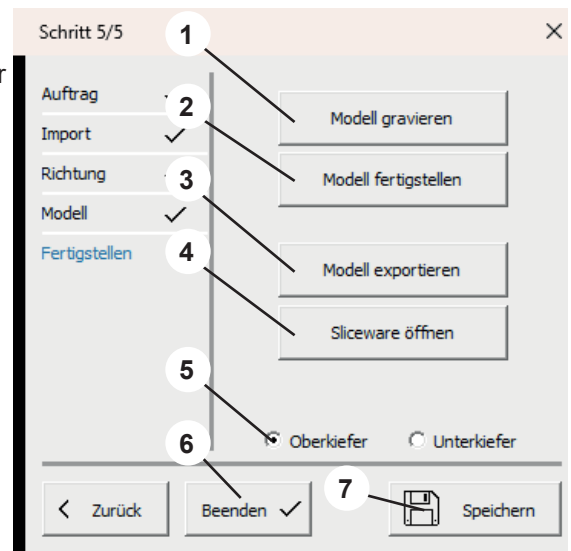 Schritt 5/5
1
r
Auftrag
2
Modell gravieren
Import
Richtung
3
Modell fertigstellen
Modell
Fertigstellen
4
Modell exportieren
Sliceware öffnen
5
6
Oberkiefer Unterkiefer
7
Zurück Beenden Speichern